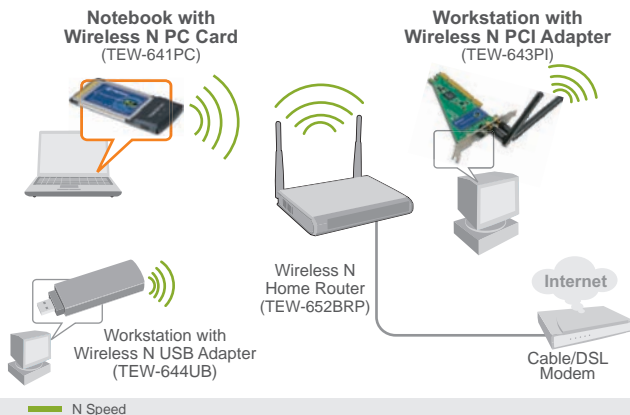 Notebook with
Wireless N PC Card
(TEW-641PC)
Workstation with
Wireless N PCI Adapter
(TEW-643PI)
Wireless N
Home Router
(TEW-652BRP)
Internet
Cable/DSL
Modem
Workstation with
Wireless N USB Adapter
(TEW-644UB)
N Speed